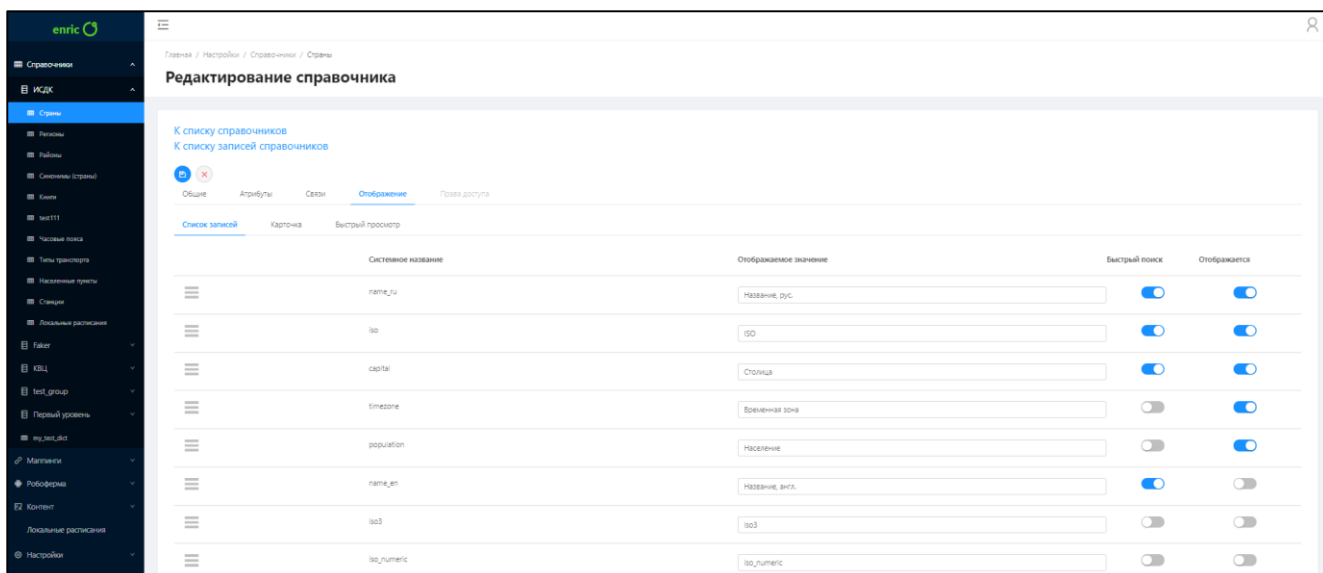 enric
Справочники
ИСДК
Страны
Регионы
Районы
Синонимы (страны)
Книги
test111
Часовые пояса
Типы транспорта
Населенные пункты
Станции
Локальные расписания
Faker
КВЦ
test_group
Первый уровень
my_test_dict
Маппинги
Робоферма
Контент
Локальные расписания
Настройки
Главная / Настройки / Справочники / Страны
Редактирование справочника
К списку справочников
К списку записей справочников
Общие Атрибуты Связи Отображение Права доступа
Список записей Карточка Быстрый просмотр
Системное название Отображаемое значение Быстрый поиск Отображается
name_ru Название, рус.
iso ISO
capital Столица
timezone Временная зона
population Население
name_en Название, англ.
iso3 iso3
iso_numeric iso_numeric